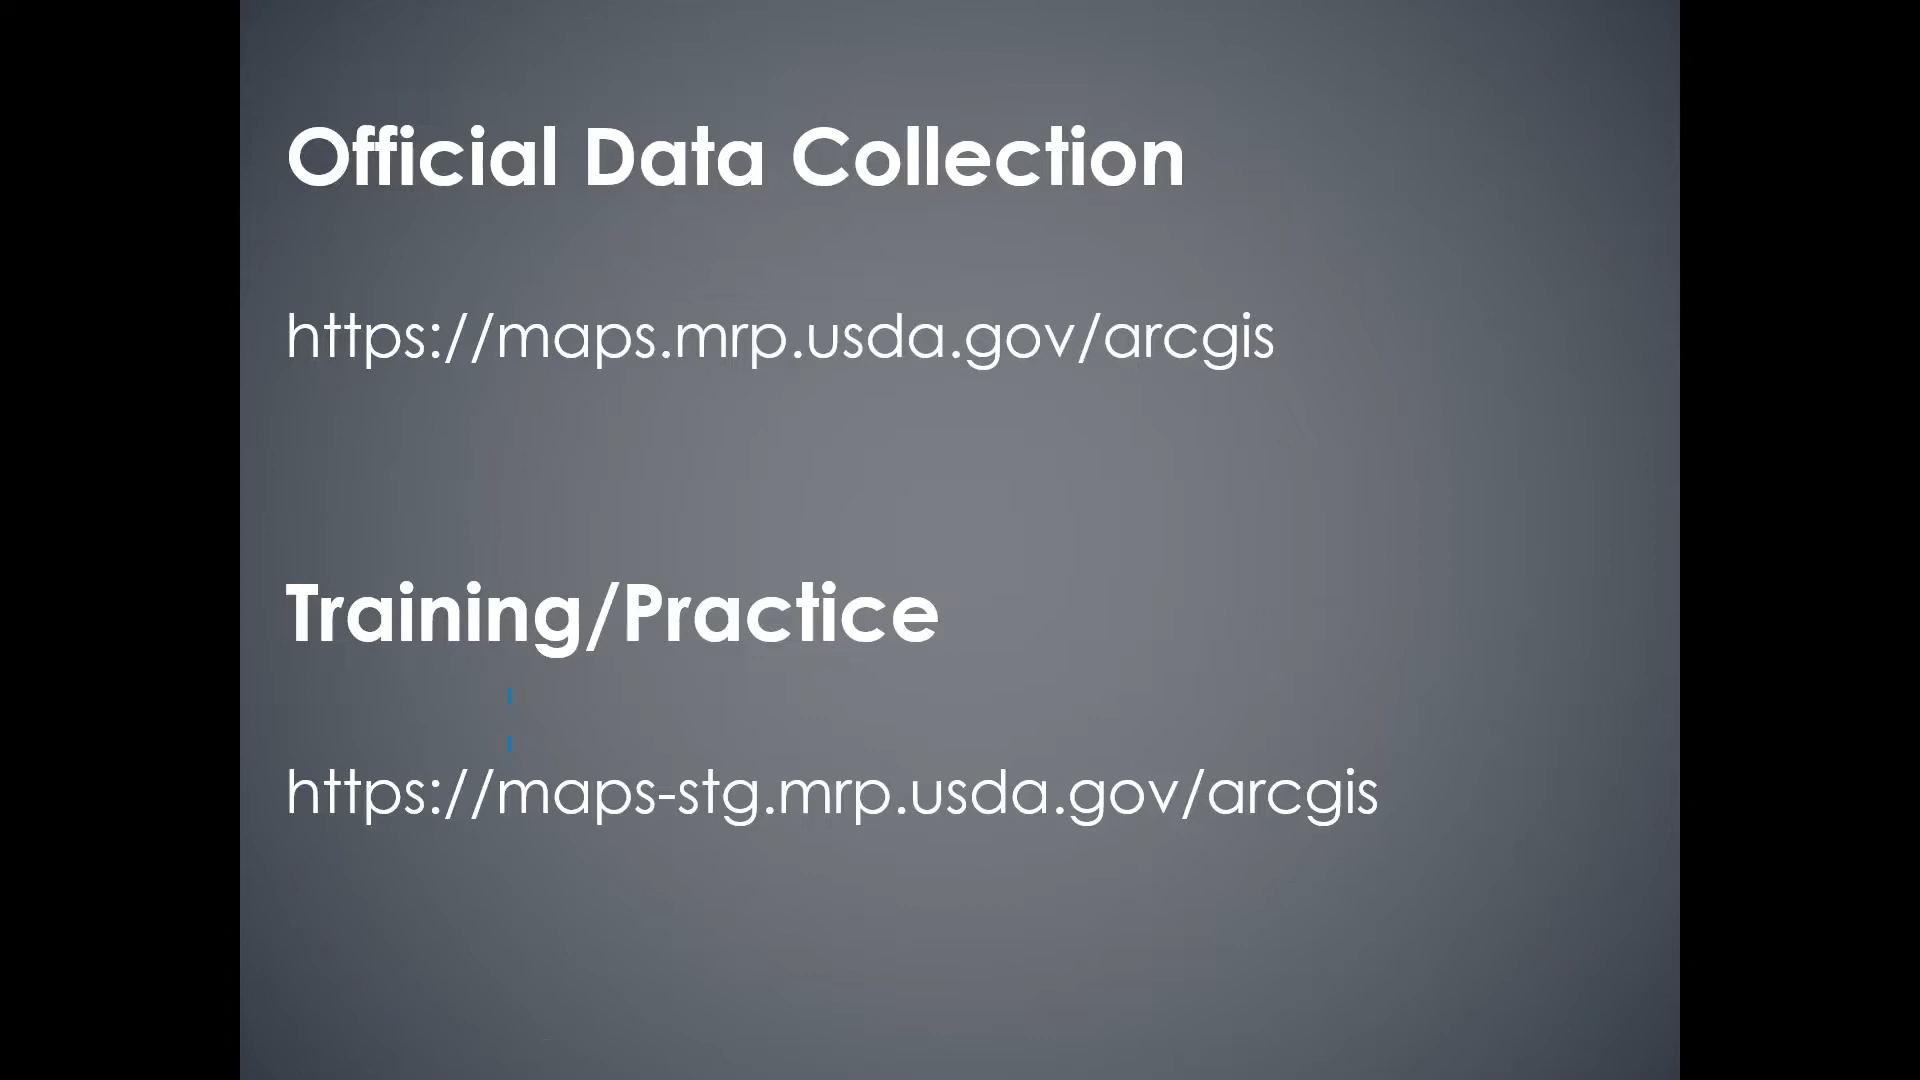 Official Data Collection
https://maps.mrp.usda.gov/arcgis
Training/Practice
https://maps-stg.mrp.usda.gov/arcgis